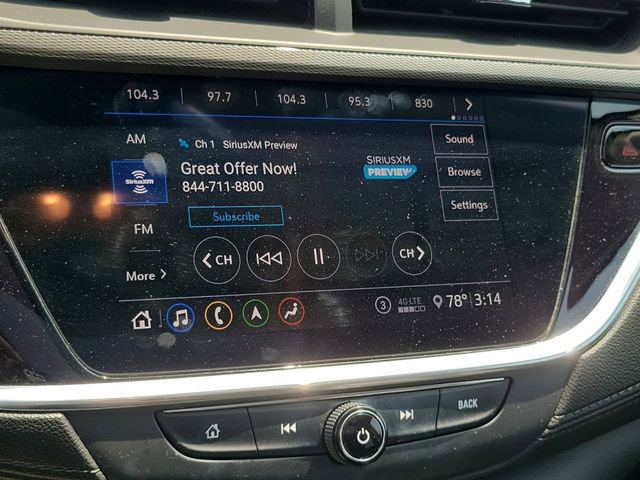 104.3 97.7 104.3 95.3 830
AM
Ch 1 SiriusXM Preview
Sound
SiriusXM
Great Offer Now!
SIRIUSXM
PREVIEW
844-711-8800
Browse
Subscribe
Settings
FM
CH
CH
More
3 4G LTE 78° 3:14
BACK